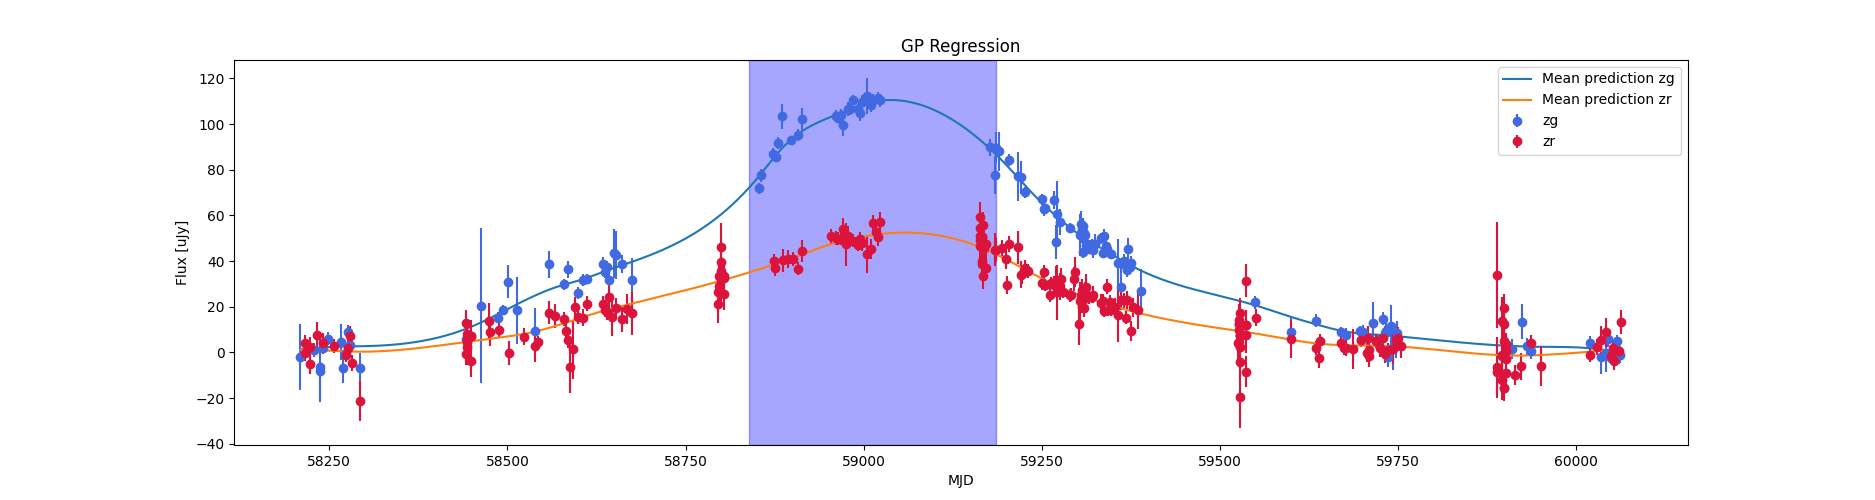 GP Regression
Flux [uJy]
120
100
80
60
40
20
0
−20
−40
58250
58500
58750
59000
59250
59500
59750
60000
MJD
Mean prediction zg
Mean prediction zr
zg
zr